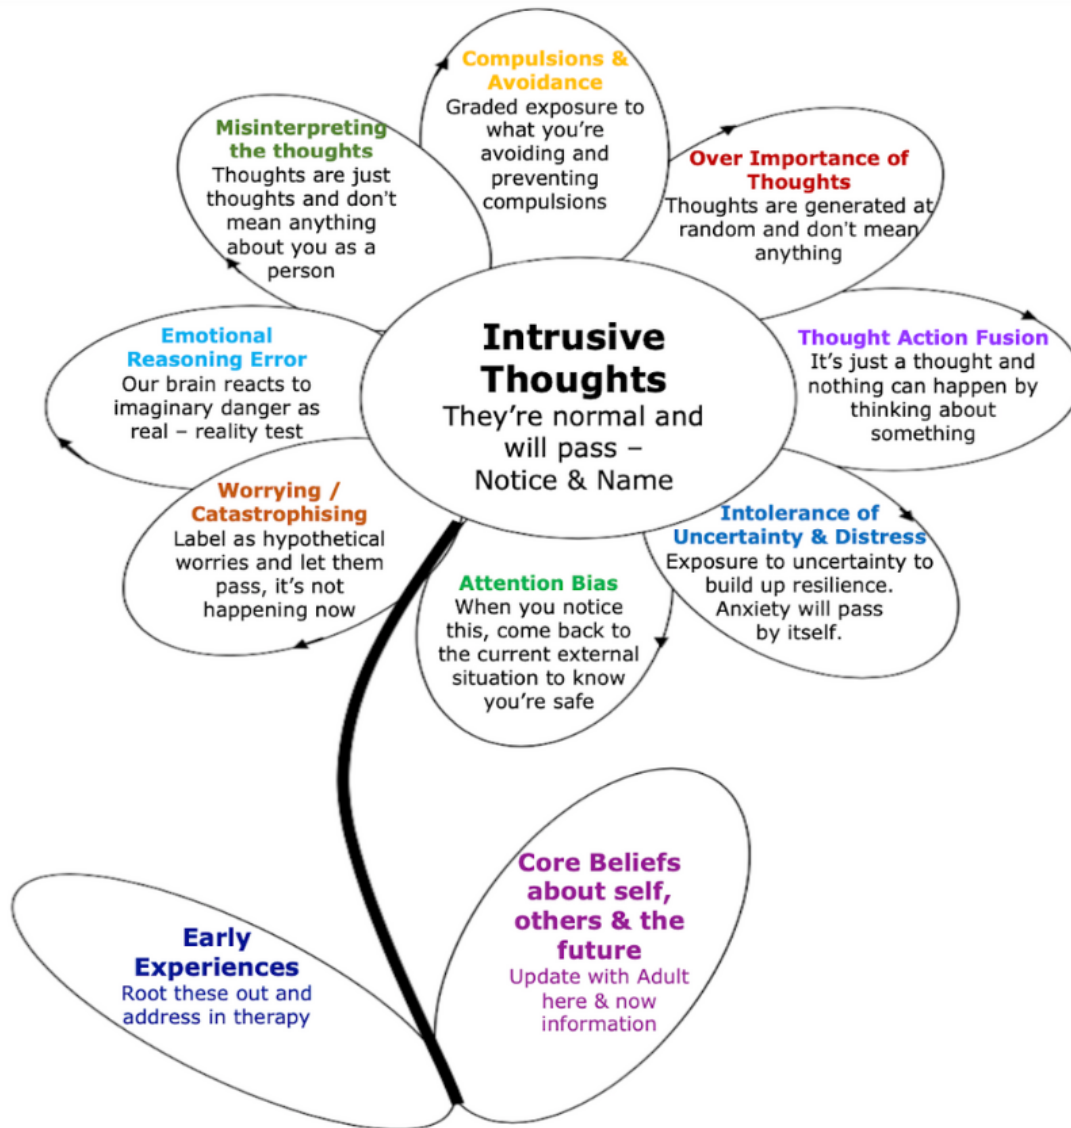 Intrusive
Thoughts
They're normal and
will pass –
Notice & Name
Compulsions &
Avoidance
Graded exposure to
what you're
avoiding and
preventing
compulsions
Over Importance of
Thoughts
Thoughts are generated at
random and don't mean
anything
Thought Action Fusion
It's just a thought and
nothing can happen by
thinking about
something
Intolerance of
Uncertainty & Distress
Exposure to uncertainty to
build up resilience.
Anxiety will pass
by itself.
Attention Bias
When you notice
this, come back to
the current external
situation to know
you're safe
Worrying /
Catastrophising
Label as hypothetical
worries and let them
pass, it's not
happening now
Emotional
Reasoning Error
Our brain reacts to
imaginary danger as
real – reality test
Misinterpreting
the thoughts
Thoughts are just
thoughts and don't
mean anything
about you as a
person
Early
Experiences
Root these out and
address in therapy
Core Beliefs
about self,
others & the
future
Update with Adult
here & now
information